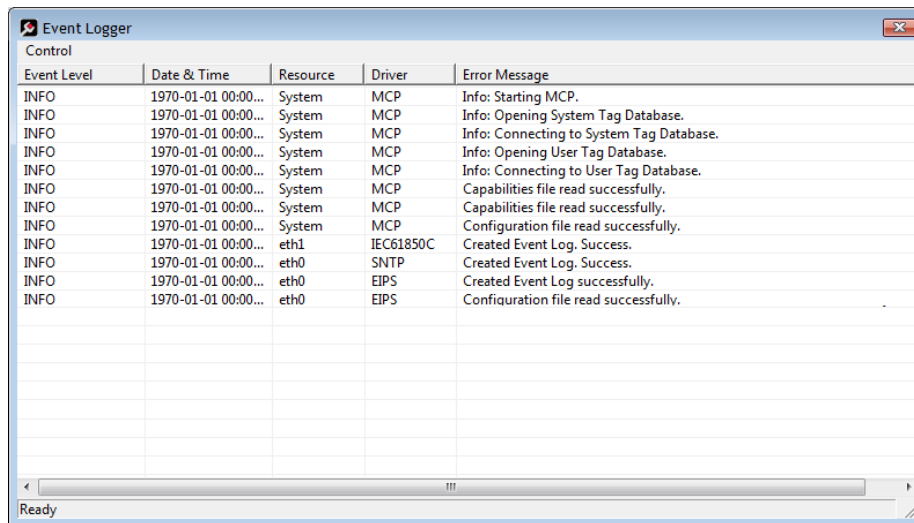 Event Logger
Control
Event Level Date & Time Resource Driver Error Message
INFO 1970-01-01 00:00... System MCP Info: Starting MCP.
INFO 1970-01-01 00:00... System MCP Info: Opening System Tag Database.
INFO 1970-01-01 00:00... System MCP Info: Connecting to System Tag Database.
INFO 1970-01-01 00:00... System MCP Info: Opening User Tag Database.
INFO 1970-01-01 00:00... System MCP Info: Connecting to User Tag Database.
INFO 1970-01-01 00:00... System MCP Capabilities file read successfully.
INFO 1970-01-01 00:00... System MCP Capabilities file read successfully.
INFO 1970-01-01 00:00... System MCP Configuration file read successfully.
INFO 1970-01-01 00:00... eth1 IEC61850C Created Event Log. Success.
INFO 1970-01-01 00:00... eth0 SNTP Created Event Log. Success.
INFO 1970-01-01 00:00... eth0 EIPS Created Event Log successfully.
INFO 1970-01-01 00:00... eth0 EIPS Configuration file read successfully.
Ready